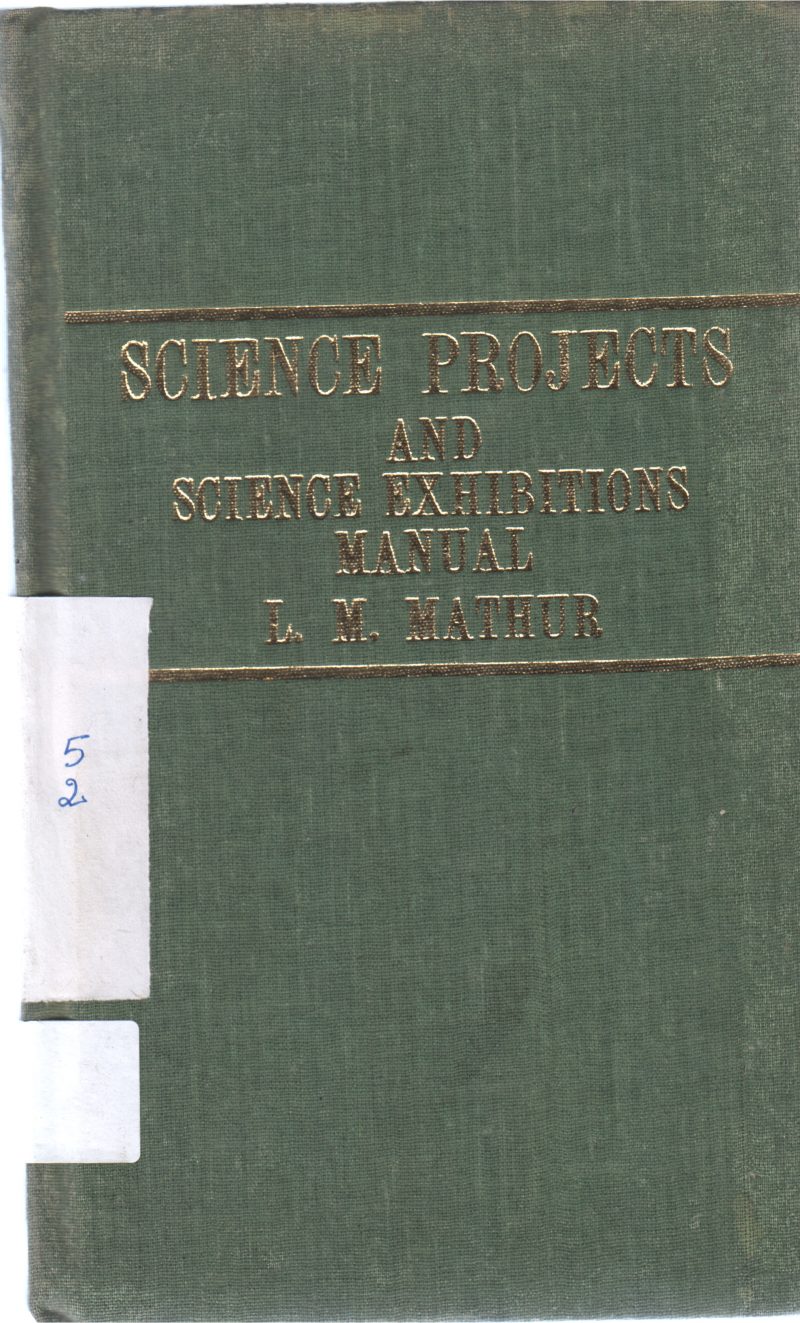 SCIENCE PROJECTS
AND
SCIENCE EXHIBITIONS
MANUAL
L. M. MATHUR
5
2